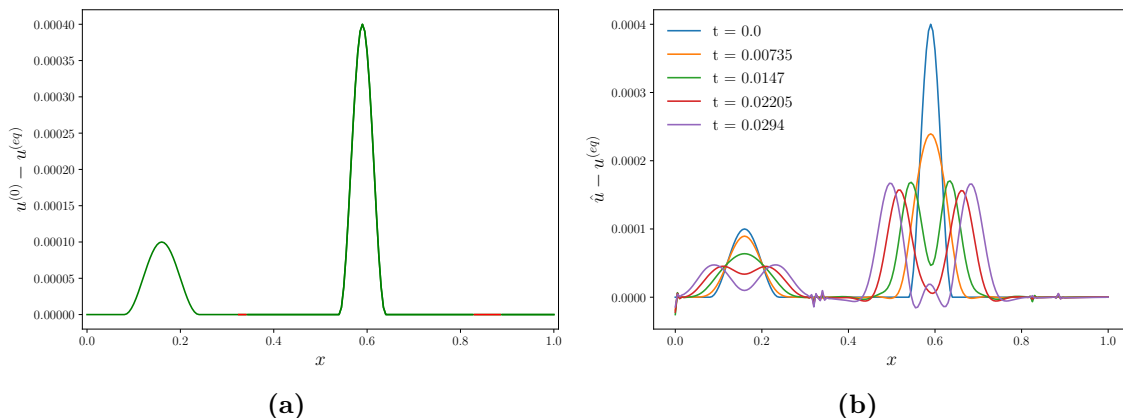 0.00040
0.00035
0.00030
0.00025
0.00020
0.00015
0.00010
0.00005
0.00000
u^{(0)} − u^{(eq)}
0.0 0.2 0.4 0.6 0.8 1.0
x
(a)
0.0004
0.0003
0.0002
0.0001
0.0000
û − u^{(eq)}
t = 0.0
t = 0.00735
t = 0.0147
t = 0.02205
t = 0.0294
0.0 0.2 0.4 0.6 0.8 1.0
x
(b)